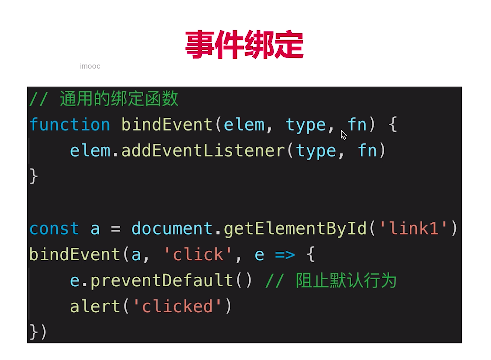 事件绑定
imooc
// 通用的绑定函数
function bindEvent(elem, type, fn) {
    elem.addEventListener(type, fn)
}
const a = document.getElementById('link1')
bindEvent(a, 'click', e => {
    e.preventDefault() // 阻止默认行为
    alert('clicked')
})